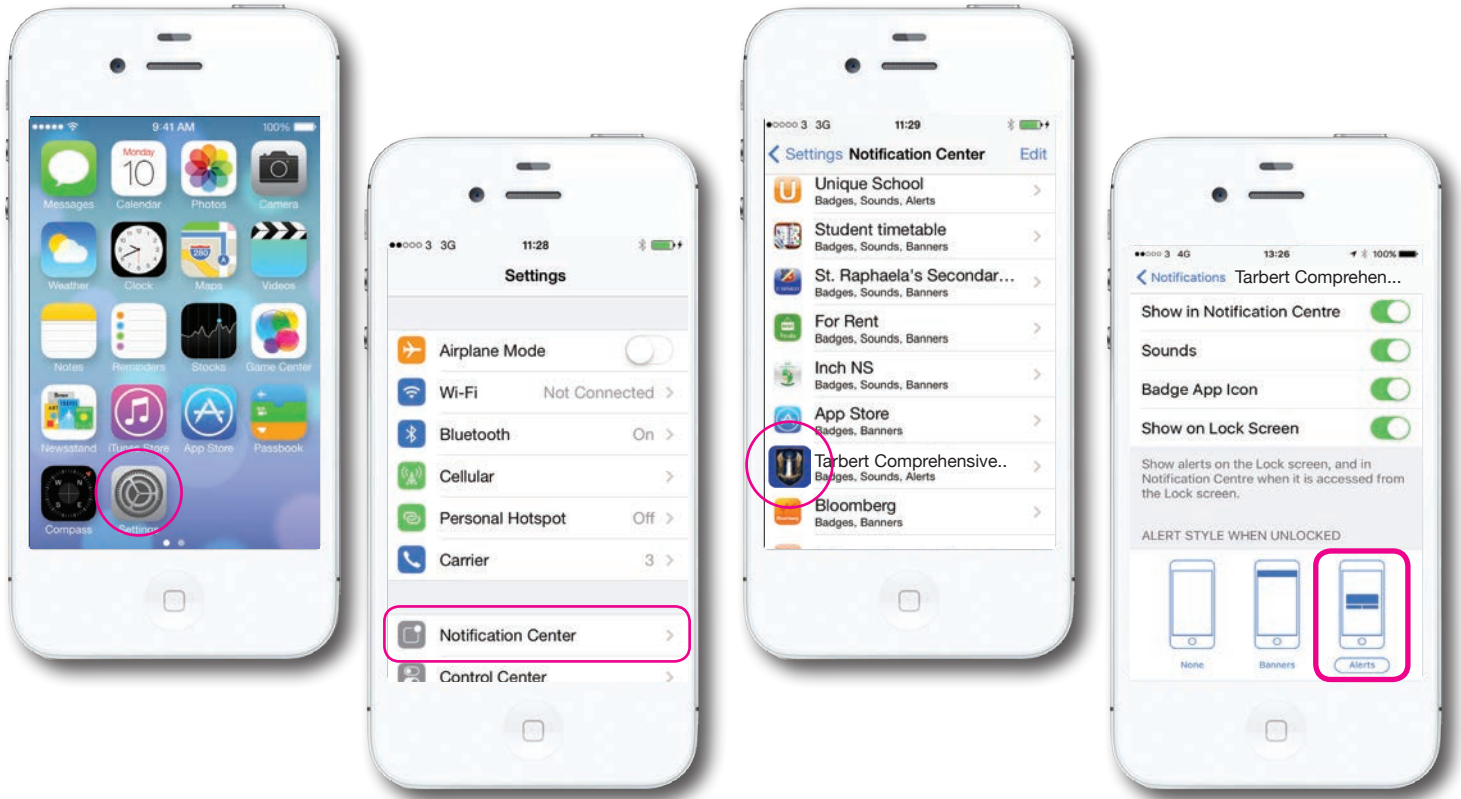 9:41 AM 100%
Monday
10
Messages Calendar Photos Camera
280
Weather Clock Maps Videos
Notes Reminders Stocks Game Center
Newsstand iTunes Store App Store Passbook
N
W E
S
Compass Settings
3 3G 11:28
Settings
Airplane Mode
Wi-Fi Not Connected
Bluetooth On
Cellular
Personal Hotspot Off
Carrier 3
Notification Center
Control Center
3 3G 11:29
Settings Notification Center Edit
Unique School
Badges, Sounds, Alerts
Student timetable
Badges, Sounds, Banners
St. Raphaela's Secondar...
Badges, Sounds, Banners
For Rent
Badges, Sounds, Banners
Inch NS
Badges, Sounds, Banners
App Store
Badges, Banners
Tarbert Comprehensive..
Badges, Sounds, Alerts
Bloomberg
Badges, Banners
3 4G 13:26 100%
Notifications Tarbert Comprehen...
Show in Notification Centre
Sounds
Badge App Icon
Show on Lock Screen
Show alerts on the Lock screen, and in
Notification Centre when it is accessed from
the Lock screen.
ALERT STYLE WHEN UNLOCKED
None Banners Alerts